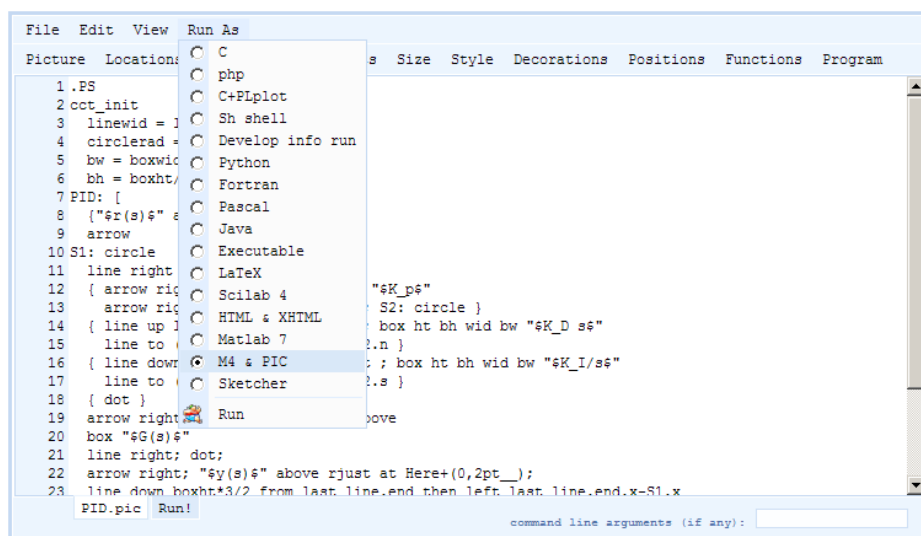 File Edit View Run As
Picture Locations s Size Style Decorations Positions Functions Program
C
php
C+PLplot
Sh shell
Develop info run
Python
Fortran
Pascal
Java
Executable
LaTeX
Scilab 4
HTML & XHTML
Matlab 7
M4 & PIC
Sketcher
Run
1 .PS
2 cct_init
3 linewid =
4 circlerad =
5 bw = boxwid
6 bh = boxht/
7 PID: [
8 {"$r(s)$" a
9 arrow
10 S1: circle
11 line right
12 { arrow rig "$K_p$"
13 arrow rig S2: circle }
14 { line up ; box ht bh wid bw "$K_D s$"
15 line to 2.n }
16 { line down ; box ht bh wid bw "$K_I/s$"
17 line to 2.s }
18 { dot }
19 arrow right ove
20 box "$G(s)$"
21 line right; dot;
22 arrow right; "$y(s)$" above rjust at Here+(0,2pt__);
23 line down boxht*3/2 from last line.end then left last line.end.x-S1.x
PID.pic Run!
command line arguments (if any):